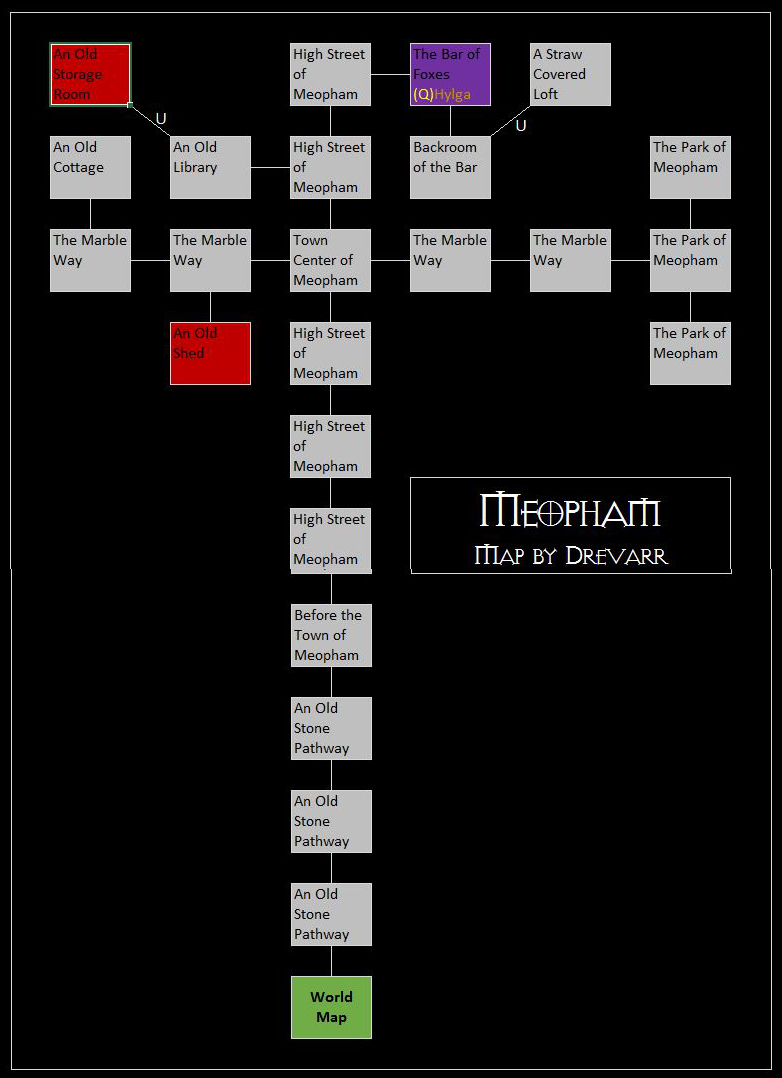 An Old
Storage
Room
High Street
of
Meopham
The Bar of
Foxes
(Q)Hylga
A Straw
Covered
Loft
U
U
An Old
Cottage
An Old
Library
High Street
of
Meopham
Backroom
of the Bar
The Park of
Meopham
The Marble
Way
The Marble
Way
Town
Center of
Meopham
The Marble
Way
The Marble
Way
The Park of
Meopham
An Old
Shed
High Street
of
Meopham
The Park of
Meopham
High Street
of
Meopham
Meopham
Map by Drevarr
High Street
of
Meopham
Before the
Town of
Meopham
An Old
Stone
Pathway
An Old
Stone
Pathway
An Old
Stone
Pathway
World
Map